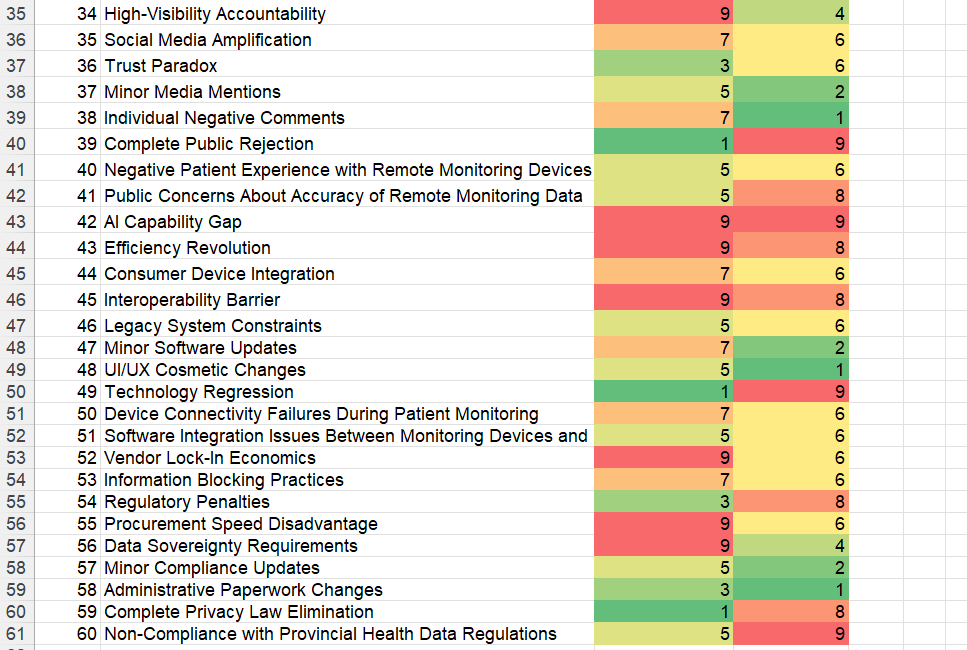 35 34 High-Visibility Accountability 9 4
36 35 Social Media Amplification 7 6
37 36 Trust Paradox 3 6
38 37 Minor Media Mentions 5 2
39 38 Individual Negative Comments 7 1
40 39 Complete Public Rejection 1 9
41 40 Negative Patient Experience with Remote Monitoring Devices 5 6
42 41 Public Concerns About Accuracy of Remote Monitoring Data 5 8
43 42 AI Capability Gap 9 9
44 43 Efficiency Revolution 9 8
45 44 Consumer Device Integration 7 6
46 45 Interoperability Barrier 9 8
47 46 Legacy System Constraints 5 6
48 47 Minor Software Updates 7 2
49 48 UI/UX Cosmetic Changes 5 1
50 49 Technology Regression 1 9
51 50 Device Connectivity Failures During Patient Monitoring 7 6
52 51 Software Integration Issues Between Monitoring Devices and 5 6
53 52 Vendor Lock-In Economics 9 6
54 53 Information Blocking Practices 7 6
55 54 Regulatory Penalties 3 8
56 55 Procurement Speed Disadvantage 9 6
57 56 Data Sovereignty Requirements 9 4
58 57 Minor Compliance Updates 5 2
59 58 Administrative Paperwork Changes 3 1
60 59 Complete Privacy Law Elimination 1 8
61 60 Non-Compliance with Provincial Health Data Regulations 5 9